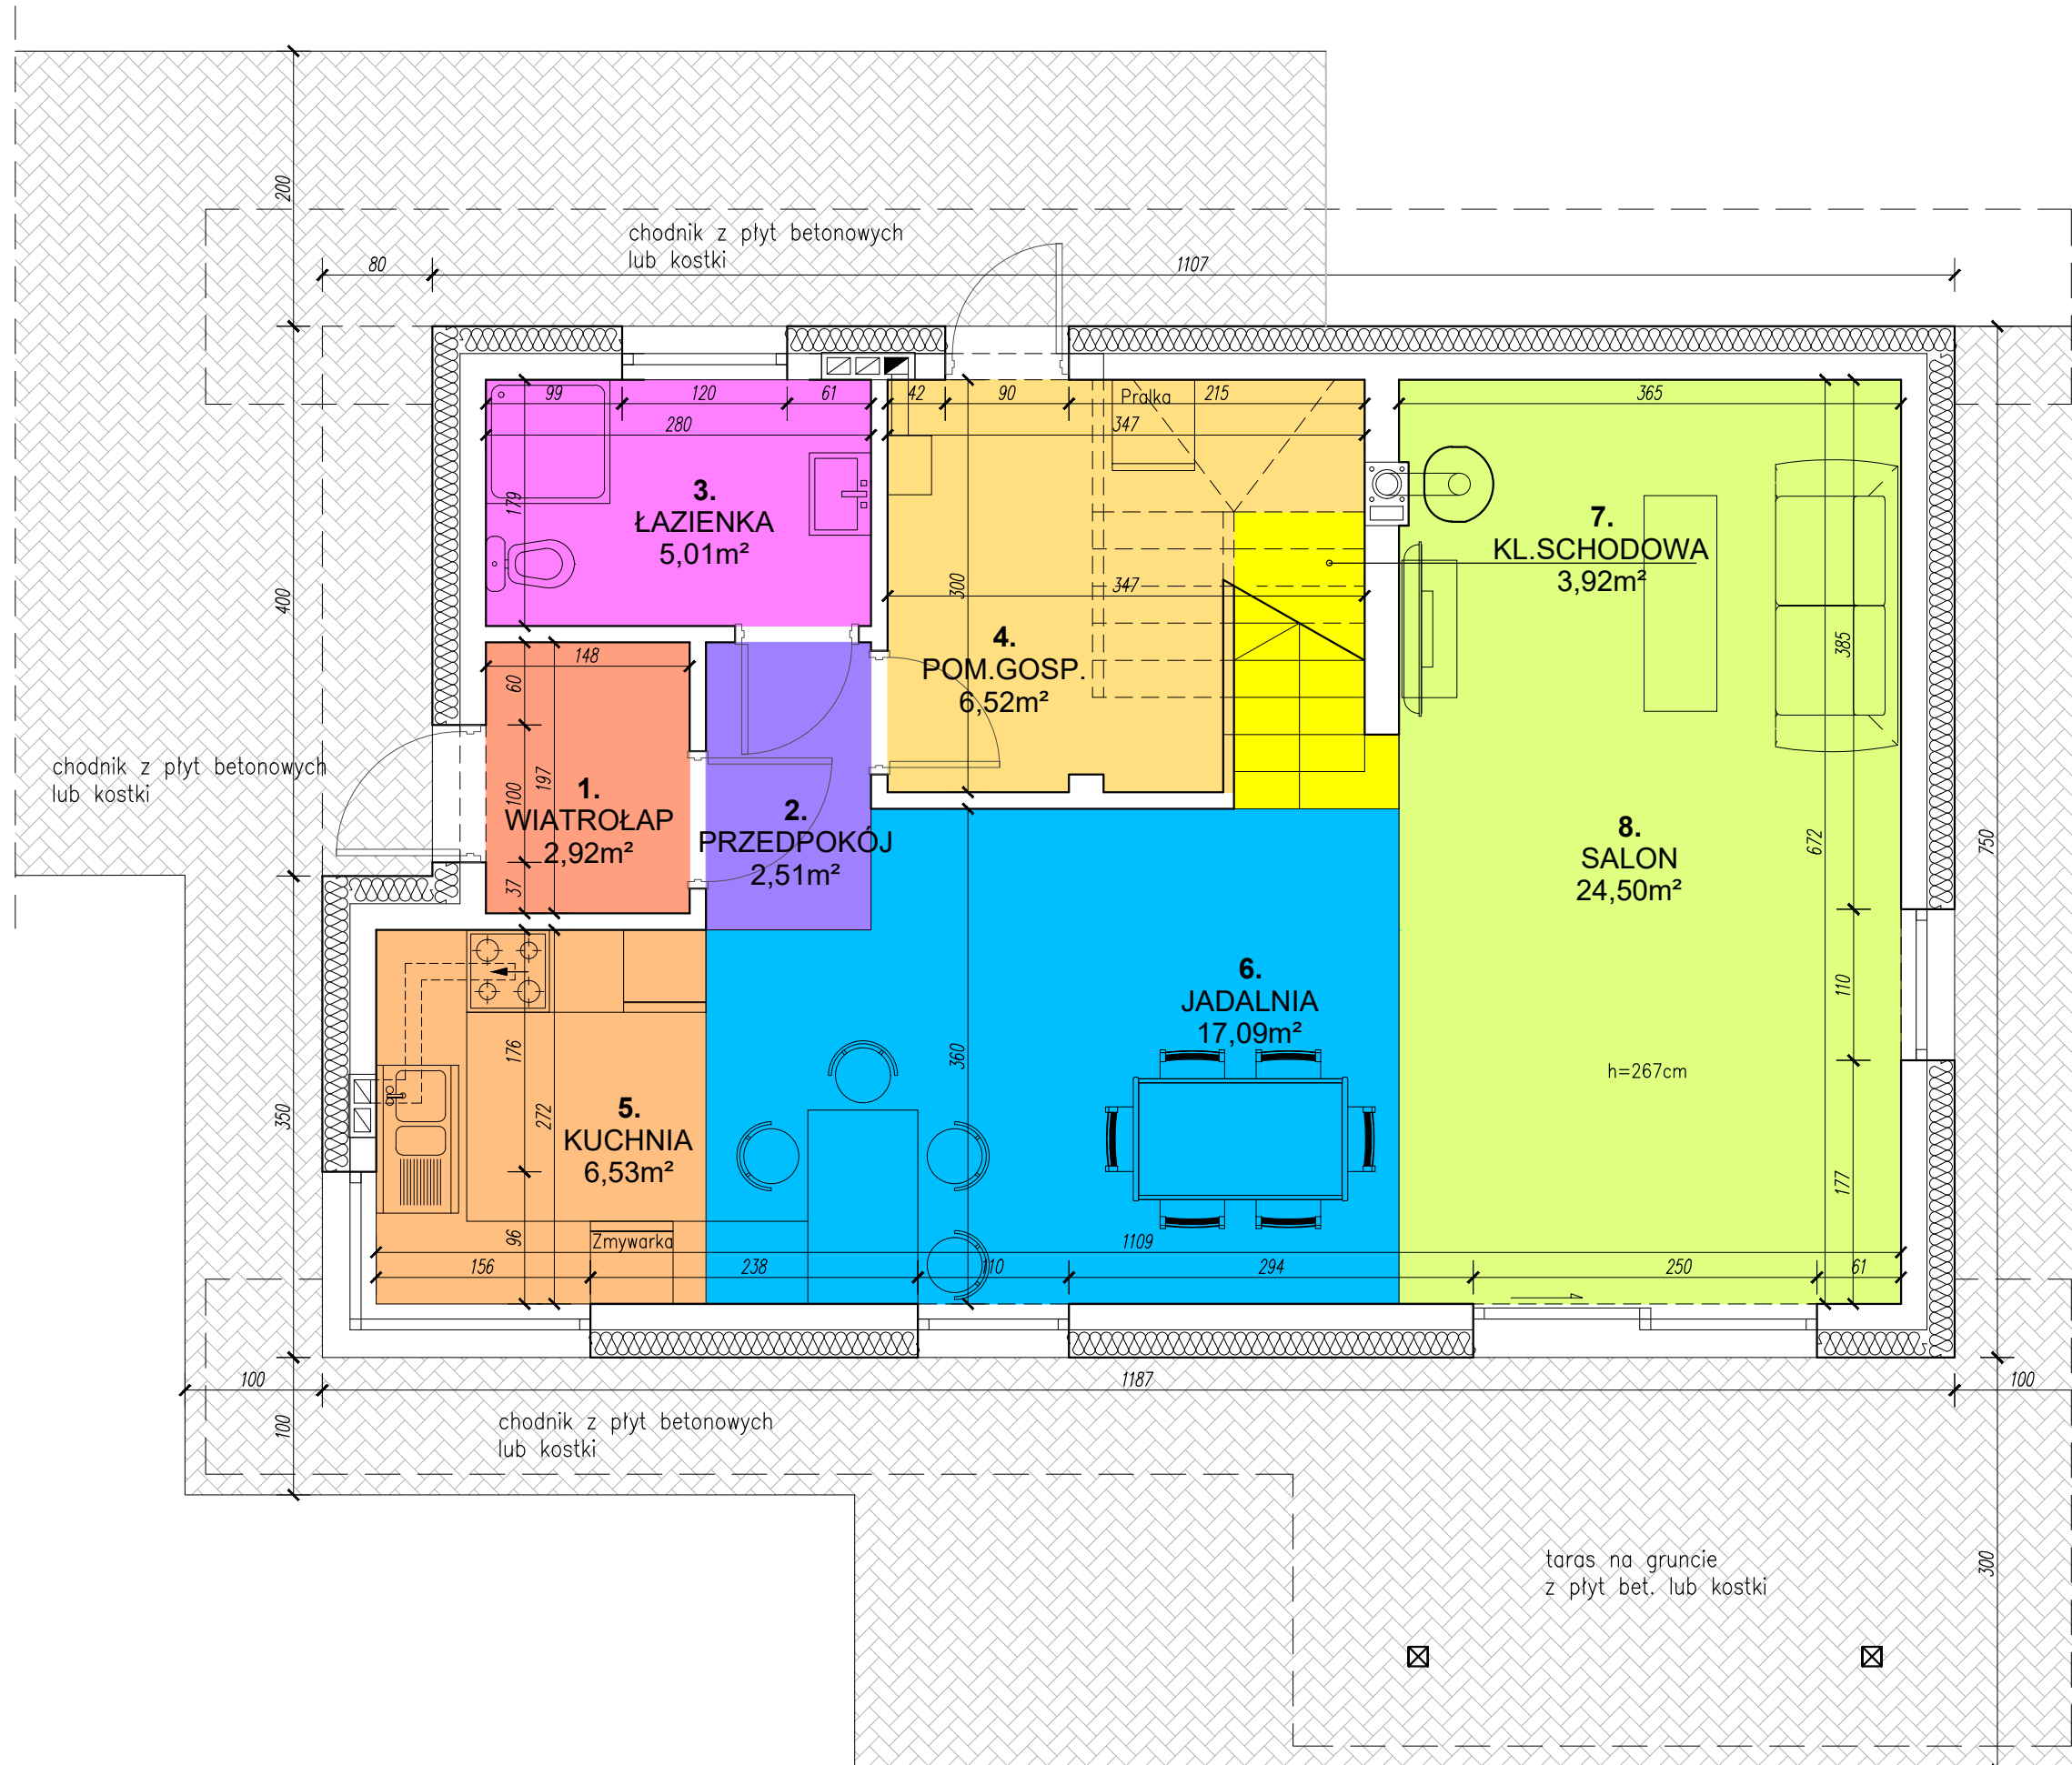 200
chodnik z płyt betonowych
lub kostki
80
1107
99
120
61
42
90
Pralka
215
365
280
347
179
3.
ŁAZIENKA
5,01m²
7.
KL.SCHODOWA
3,92m²
400
300
347
385
4.
POM.GOSP.
6,52m²
148
60
chodnik z płyt betonowych
lub kostki
100
197
1.
WIATROŁAP
2,92m²
37
2.
PRZEDPOKÓJ
2,51m²
8.
SALON
24,50m²
672
750
6.
JADALNIA
17,09m²
110
176
360
h=267cm
350
272
5.
KUCHNIA
6,53m²
177
96
Zmywarka
1109
156
238
110
294
250
61
100
1187
100
100
chodnik z płyt betonowych
lub kostki
taras na gruncie
z płyt bet. lub kostki
300